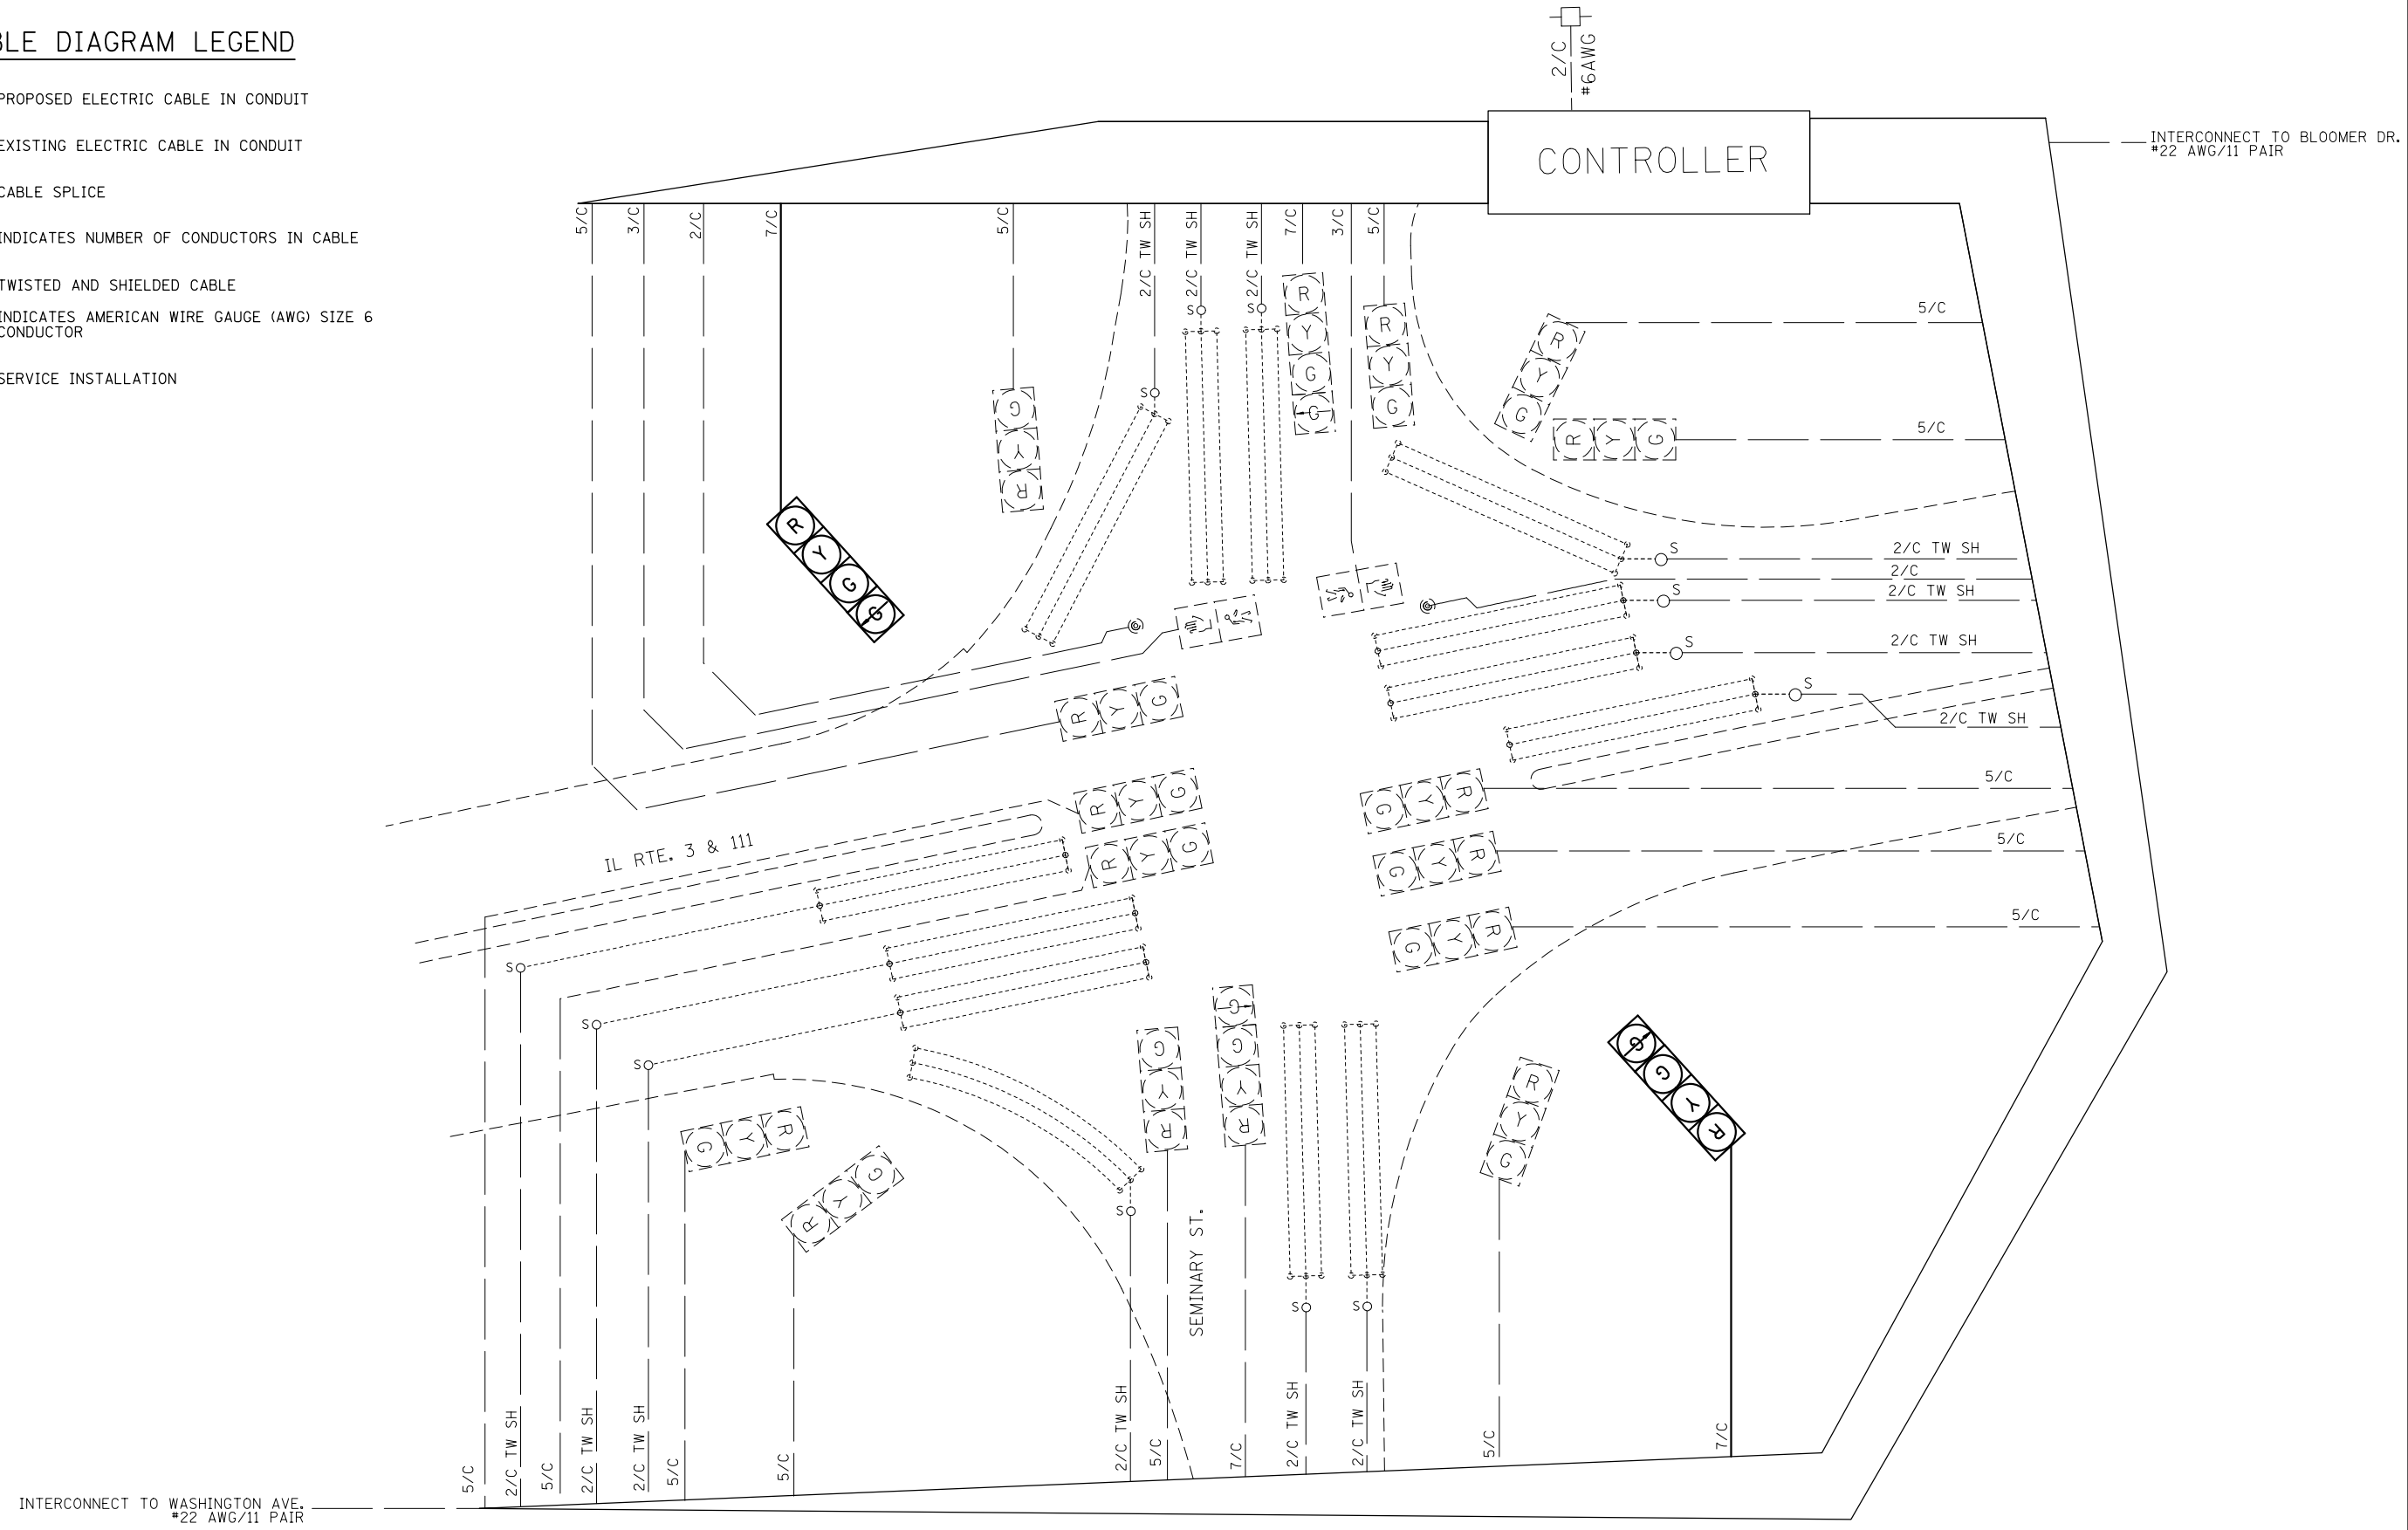 BLE DIAGRAM LEGEND
PROPOSED ELECTRIC CABLE IN CONDUIT
EXISTING ELECTRIC CABLE IN CONDUIT
CABLE SPLICE
INDICATES NUMBER OF CONDUCTORS IN CABLE
TWISTED AND SHIELDED CABLE
INDICATES AMERICAN WIRE GAUGE (AWG) SIZE 6
CONDUCTOR
SERVICE INSTALLATION
2/C
#6AWG
CONTROLLER
INTERCONNECT TO BLOOMER DR.
#22 AWG/11 PAIR
5/C
3/C
2/C
7/C
5/C
2/C TW SH
2/C TW SH
2/C TW SH
7/C
3/C
5/C
S
S
S
R Y G G
R Y G
G Y R
R Y G G
R Y G
5/C
R Y G
5/C
S
2/C TW SH
2/C
S
2/C TW SH
S
2/C TW SH
S
2/C TW SH
R Y G
R Y G
R Y G
G Y R
5/C
G Y R
5/C
G Y R
5/C
IL RTE. 3 & 111
S
S
S
G Y R
R Y G
S
G Y R
G G Y R
R Y G
G G Y R
SEMINARY ST.
S
S
5/C
2/C TW SH
5/C
2/C TW SH
2/C TW SH
5/C
5/C
2/C TW SH
5/C
7/C
2/C TW SH
2/C TW SH
5/C
7/C
INTERCONNECT TO WASHINGTON AVE.
#22 AWG/11 PAIR